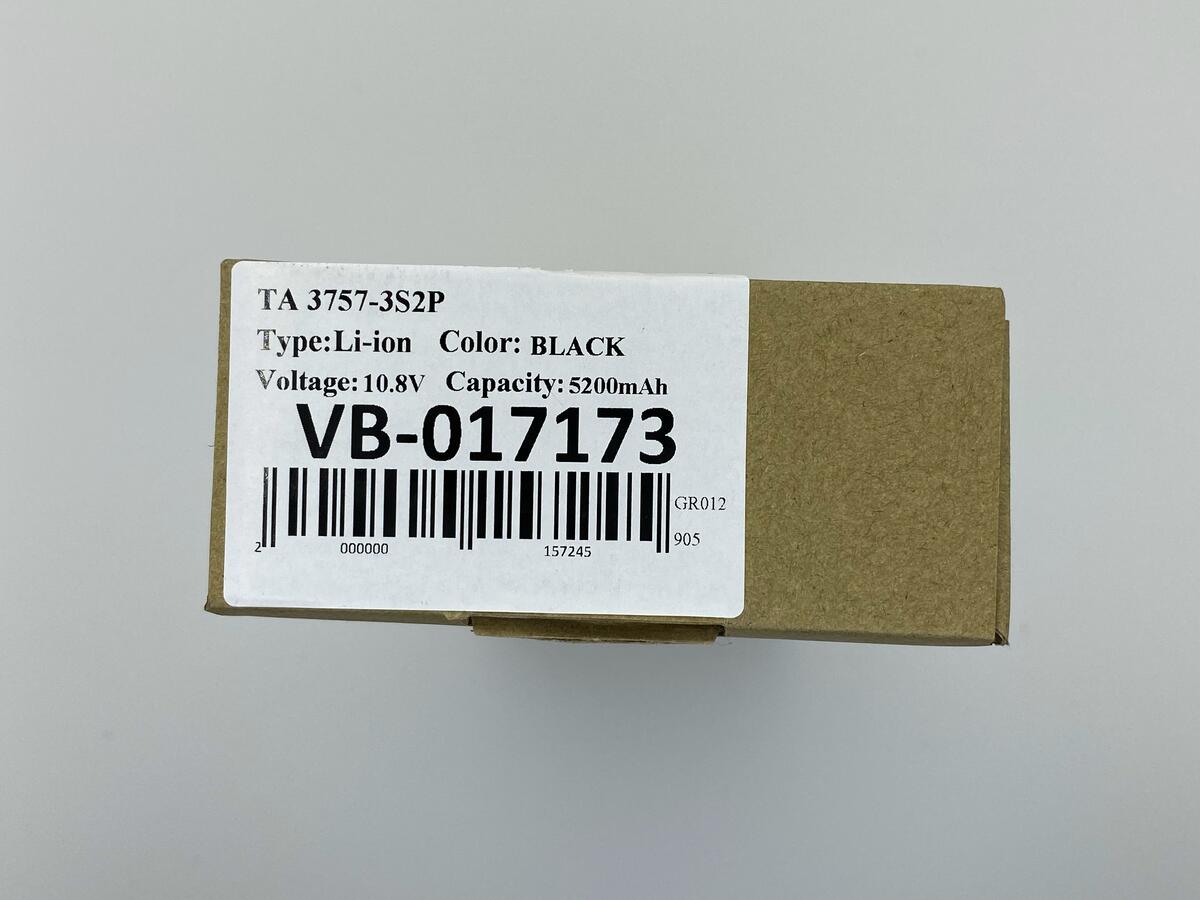 TA 3757-3S2P
Type:Li-ion Color: BLACK
Voltage: 10.8V Capacity: 5200mAh
VB-017173
GR012
905
2 000000 157245